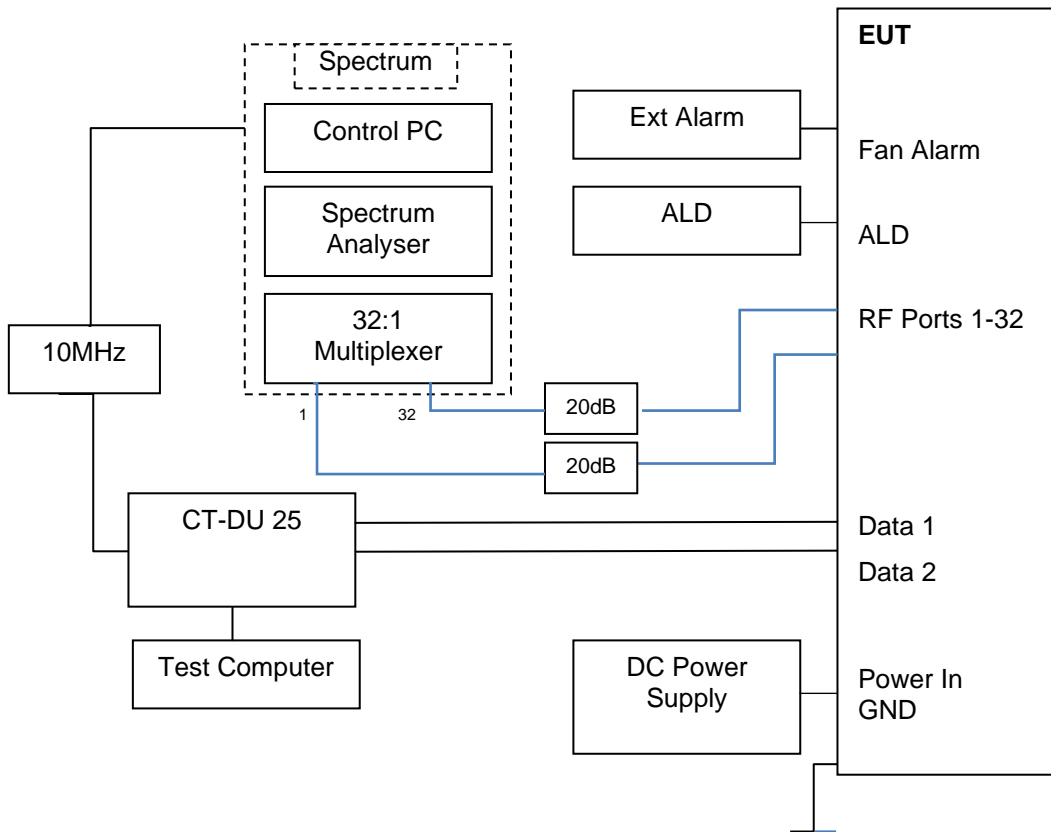 EUT
Spectrum
Control PC
Spectrum
Analyser
32:1
Multiplexer
1
32
10MHz
Ext Alarm
ALD
Fan Alarm
ALD
RF Ports 1-32
20dB
20dB
CT-DU 25
Test Computer
Data 1
Data 2
DC Power
Supply
Power In
GND